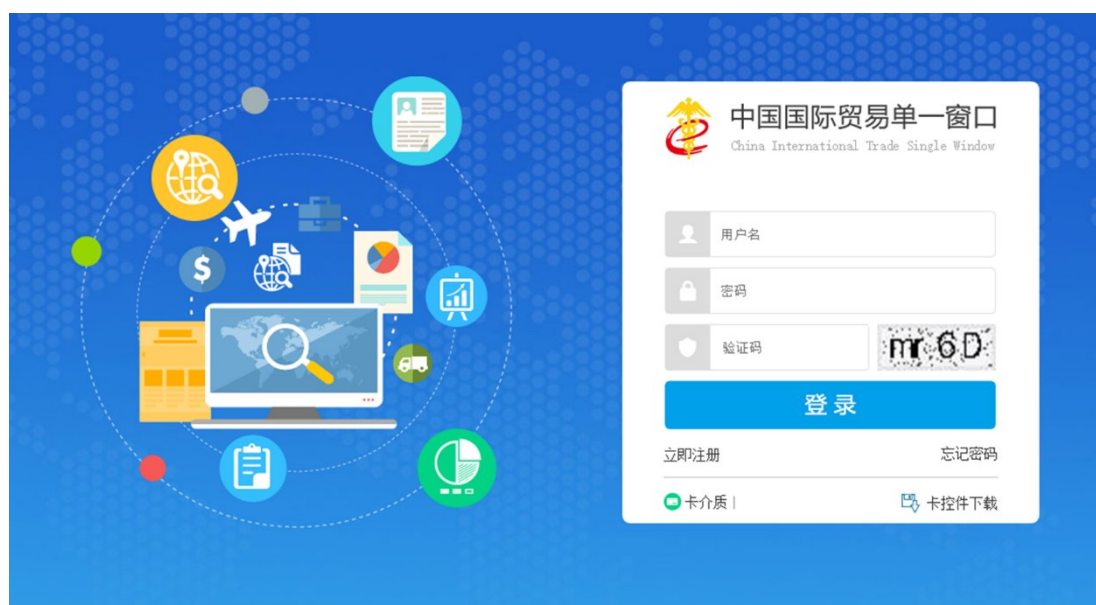 中国国际贸易单一窗口
China International Trade Single Window
用户名
密码
验证码
mr6D
登录
立即注册
忘记密码
卡介质 |
卡控件下载